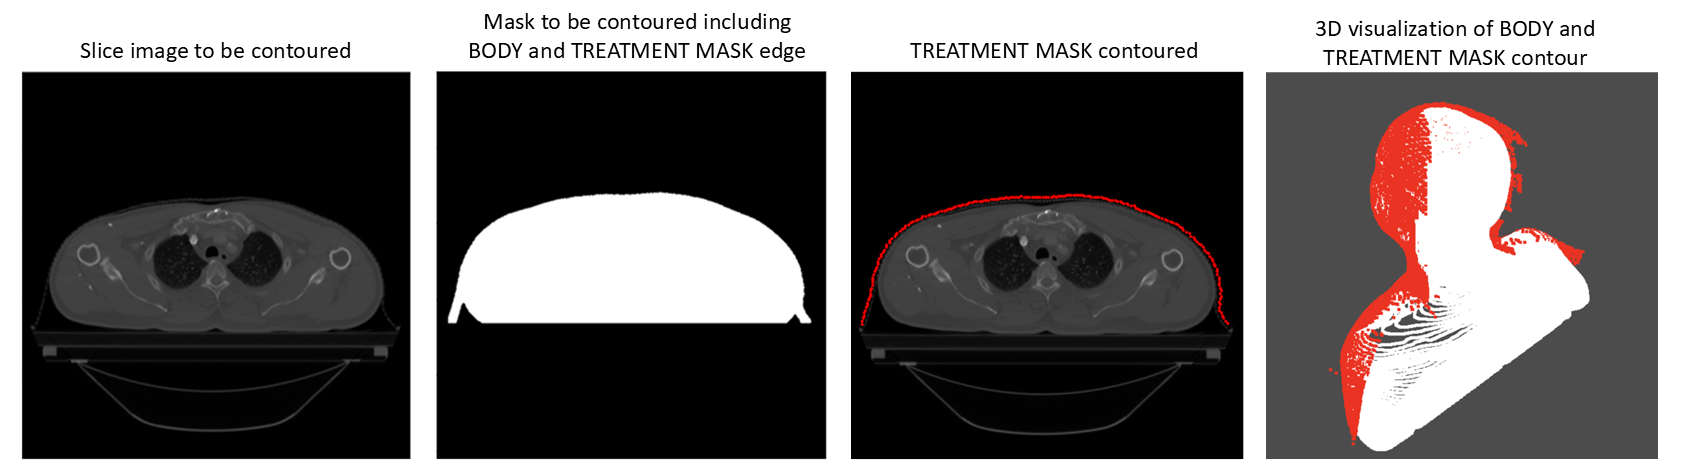 Slice image to be contoured
Mask to be contoured including
BODY and TREATMENT MASK edge
TREATMENT MASK contoured
3D visualization of BODY and
TREATMENT MASK contour